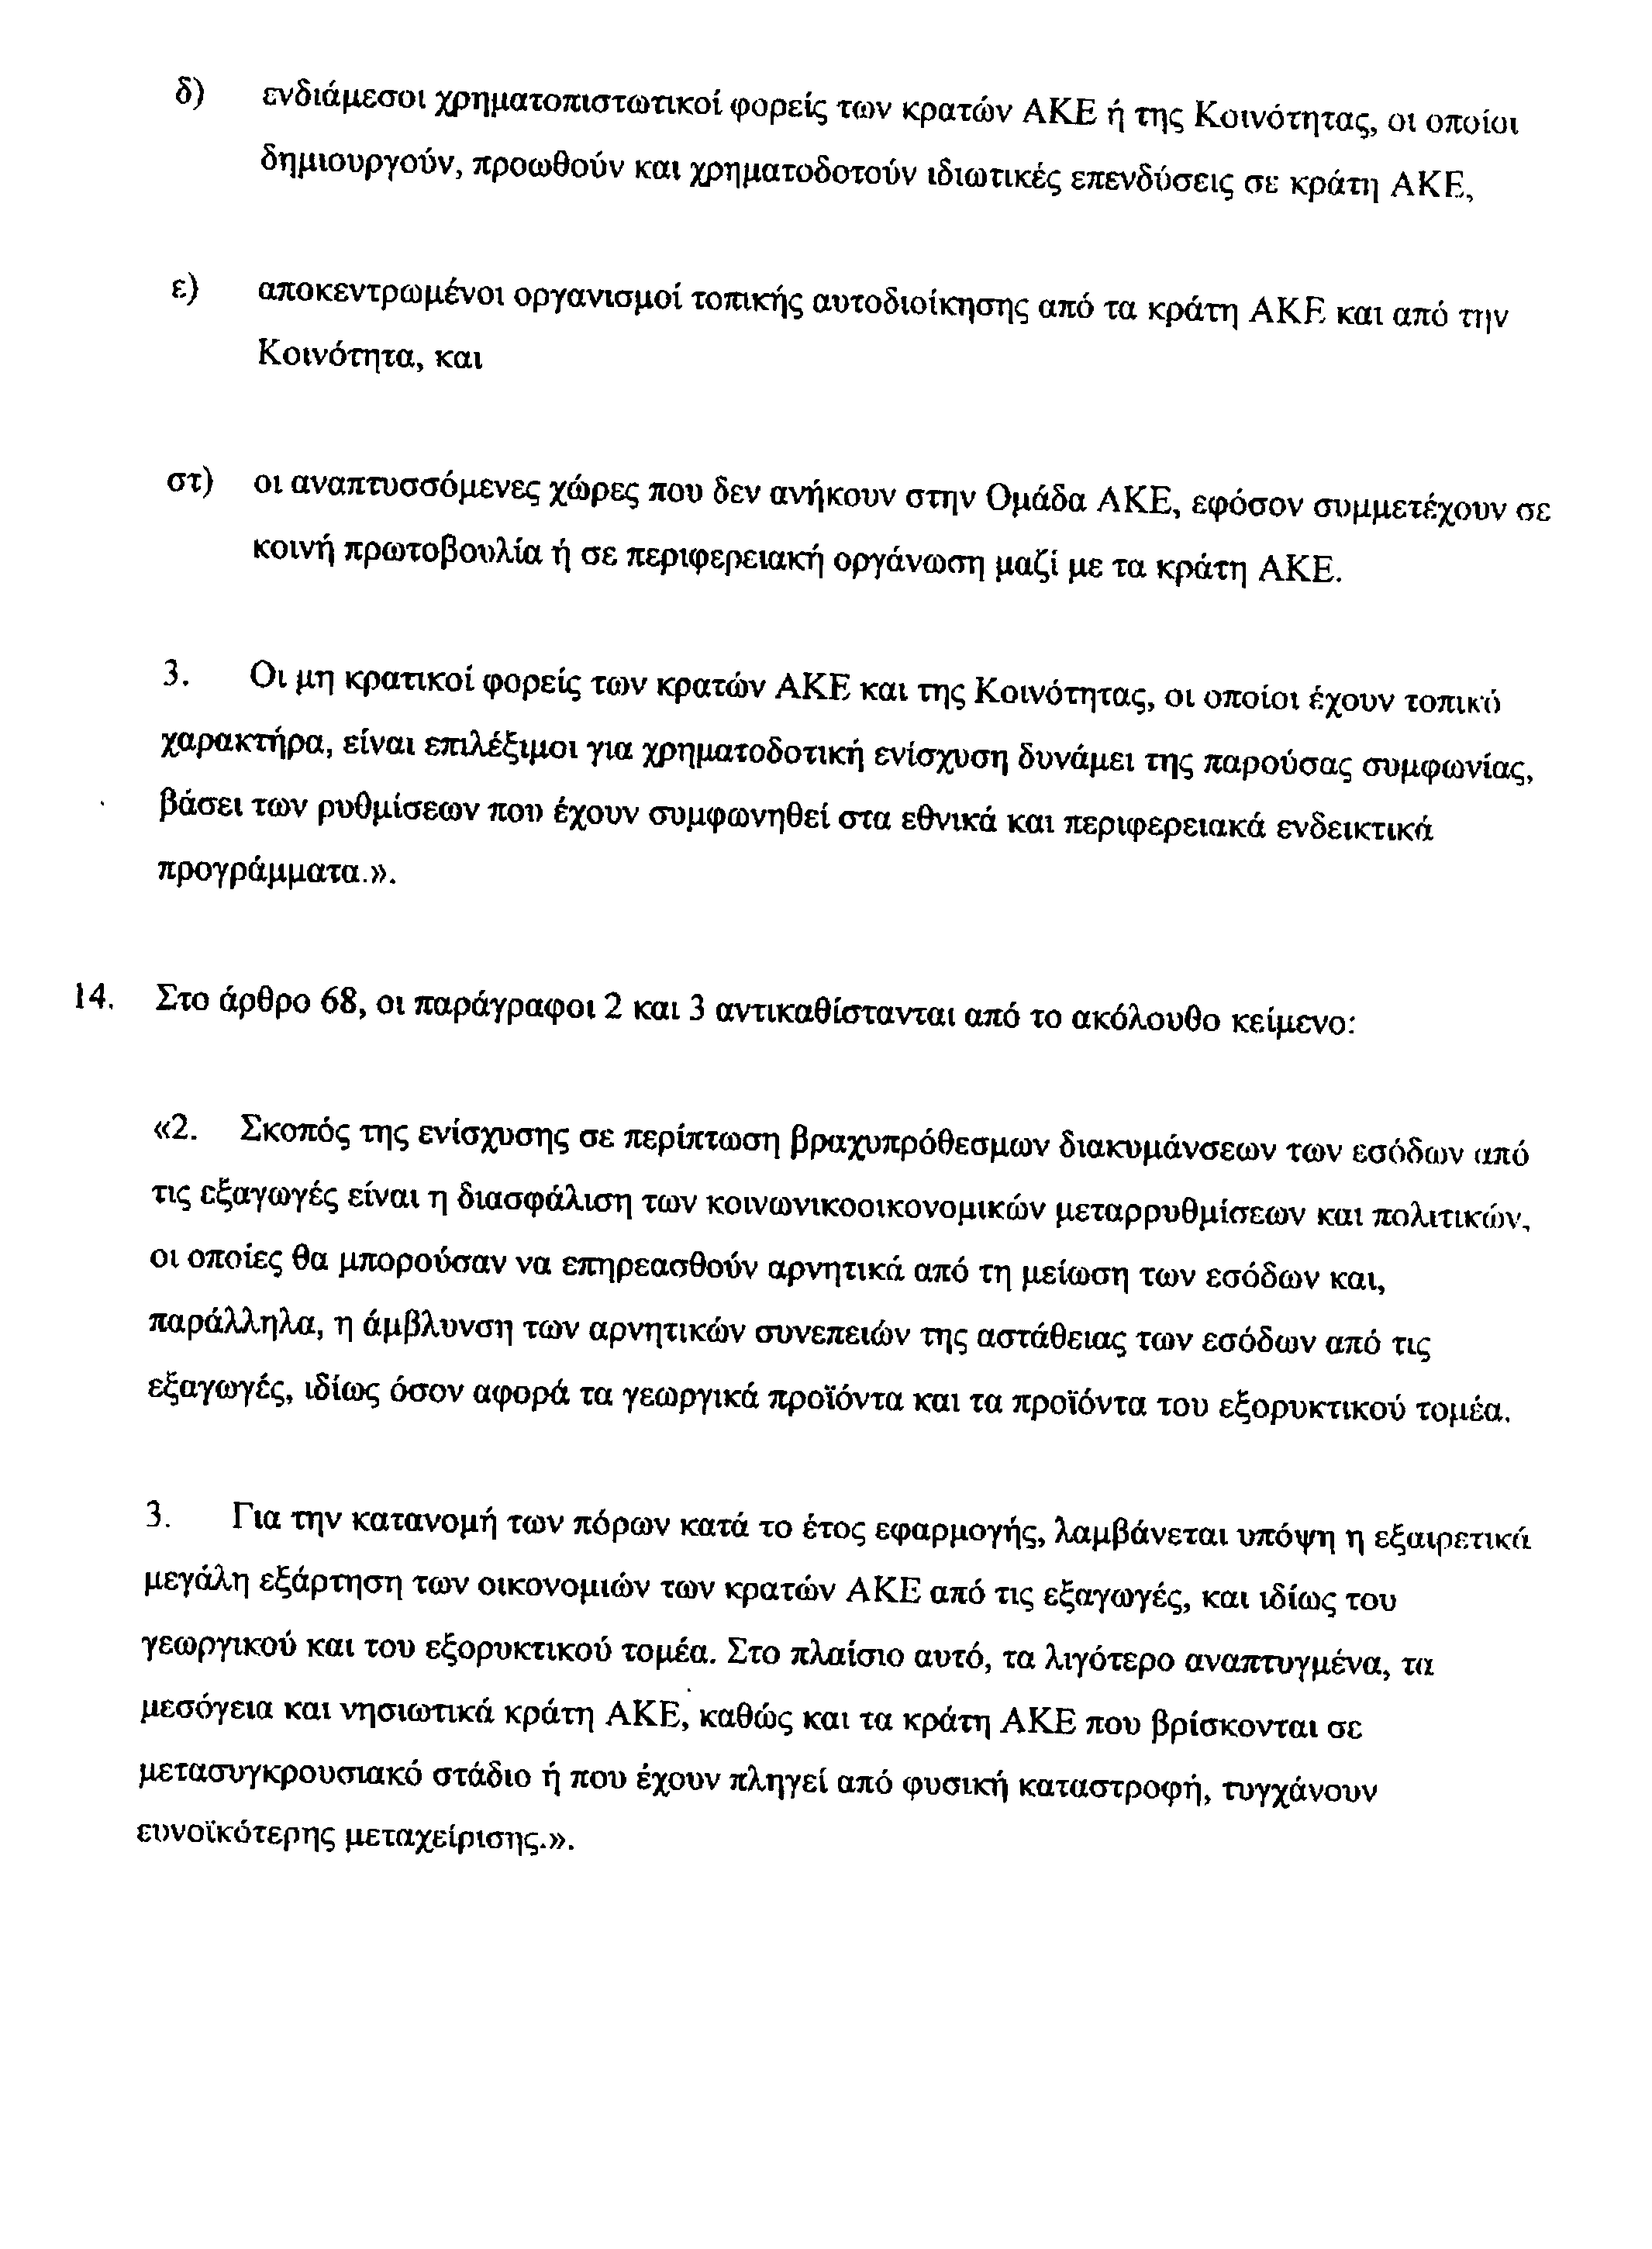 δ) ενδιάμεσοι χρηματοπιστωτικοί φορείς των κρατών ΑΚΕ ή της Κοινότητας, οι οποίοι
δημιουργούν, προωθούν και χρηματοδοτούν ιδιωτικές επενδύσεις σε κράτη ΑΚΕ,
ε) αποκεντρωμένοι οργανισμοί τοπικής αυτοδιοίκησης από τα κράτη ΑΚΕ και από την
Κοινότητα, και
στ) οι αναπτυσσόμενες χώρες που δεν ανήκουν στην Ομάδα ΑΚΕ, εφόσον συμμετέχουν σε
κοινή πρωτοβουλία ή σε περιφερειακή οργάνωση μαζί με τα κράτη ΑΚΕ.
3. Οι μη κρατικοί φορείς των κρατών ΑΚΕ και της Κοινότητας, οι οποίοι έχουν τοπικό
χαρακτήρα, είναι επιλέξιμοι για χρηματοδοτική ενίσχυση δυνάμει της παρούσας συμφωνίας,
βάσει των ρυθμίσεων που έχουν συμφωνηθεί στα εθνικά και περιφερειακά ενδεικτικά
προγράμματα.».
14. Στο άρθρο 68, οι παράγραφοι 2 και 3 αντικαθίστανται από το ακόλουθο κείμενο:
«2. Σκοπός της ενίσχυσης σε περίπτωση βραχυπρόθεσμων διακυμάνσεων των εσόδων από
τις εξαγωγές είναι η διασφάλιση των κοινωνικοοικονομικών μεταρρυθμίσεων και πολιτικών,
οι οποίες θα μπορούσαν να επηρεασθούν αρνητικά από τη μείωση των εσόδων και,
παράλληλα, η άμβλυνση των αρνητικών συνεπειών της αστάθειας των εσόδων από τις
εξαγωγές, ιδίως όσον αφορά τα γεωργικά προϊόντα και τα προϊόντα του εξορυκτικού τομέα.
3. Για την κατανομή των πόρων κατά το έτος εφαρμογής, λαμβάνεται υπόψη η εξαιρετικά
μεγάλη εξάρτηση των οικονομιών των κρατών ΑΚΕ από τις εξαγωγές, και ιδίως του
γεωργικού και του εξορυκτικού τομέα. Στο πλαίσιο αυτό, τα λιγότερο αναπτυγμένα, τα
μεσόγεια και νησιωτικά κράτη ΑΚΕ, καθώς και τα κράτη ΑΚΕ που βρίσκονται σε
μετασυγκρουσιακό στάδιο ή που έχουν πληγεί από φυσική καταστροφή, τυγχάνουν
ευνοϊκότερης μεταχείρισης.».